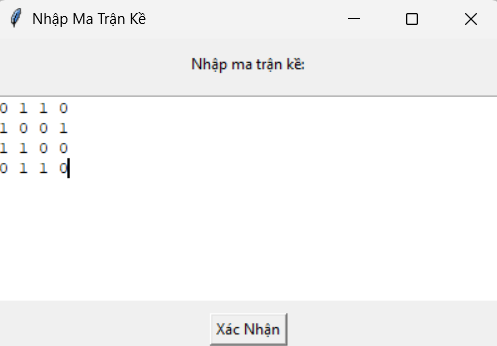 Nhập Ma Trận Kề
Nhập ma trận kề:
0 1 1 0
1 0 0 1
1 1 0 0
0 1 1 0
Xác Nhận